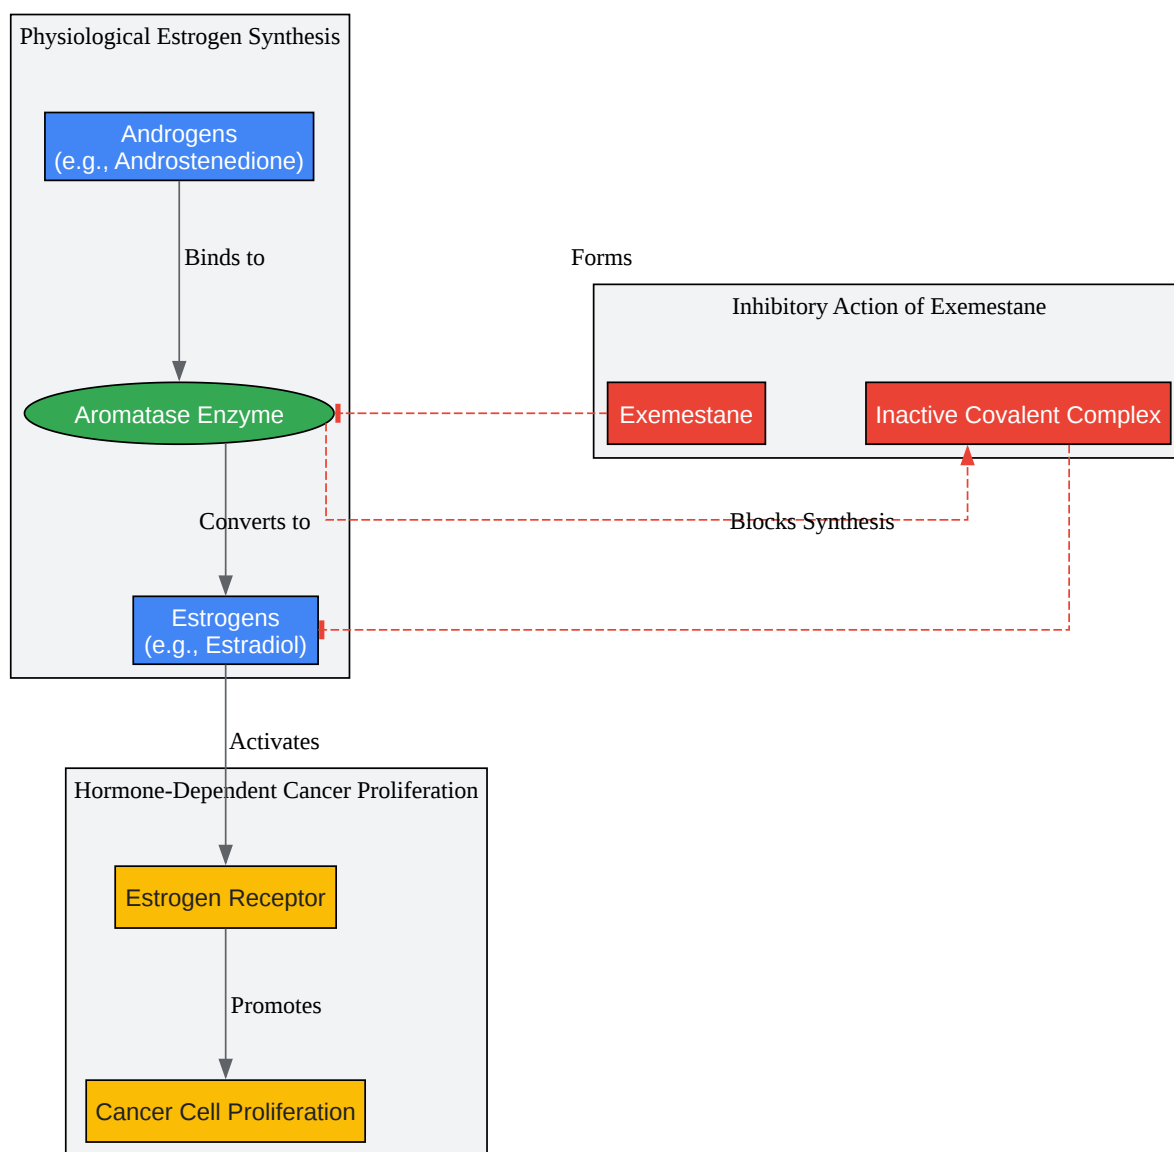 Physiological Estrogen Synthesis
Androgens
(e.g., Androstenedione)
Binds to
Forms
Inhibitory Action of Exemestane
Aromatase Enzyme
Exemestane
Inactive Covalent Complex
Converts to
Blocks Synthesis
Estrogens
(e.g., Estradiol)
Activates
Hormone-Dependent Cancer Proliferation
Estrogen Receptor
Promotes
Cancer Cell Proliferation